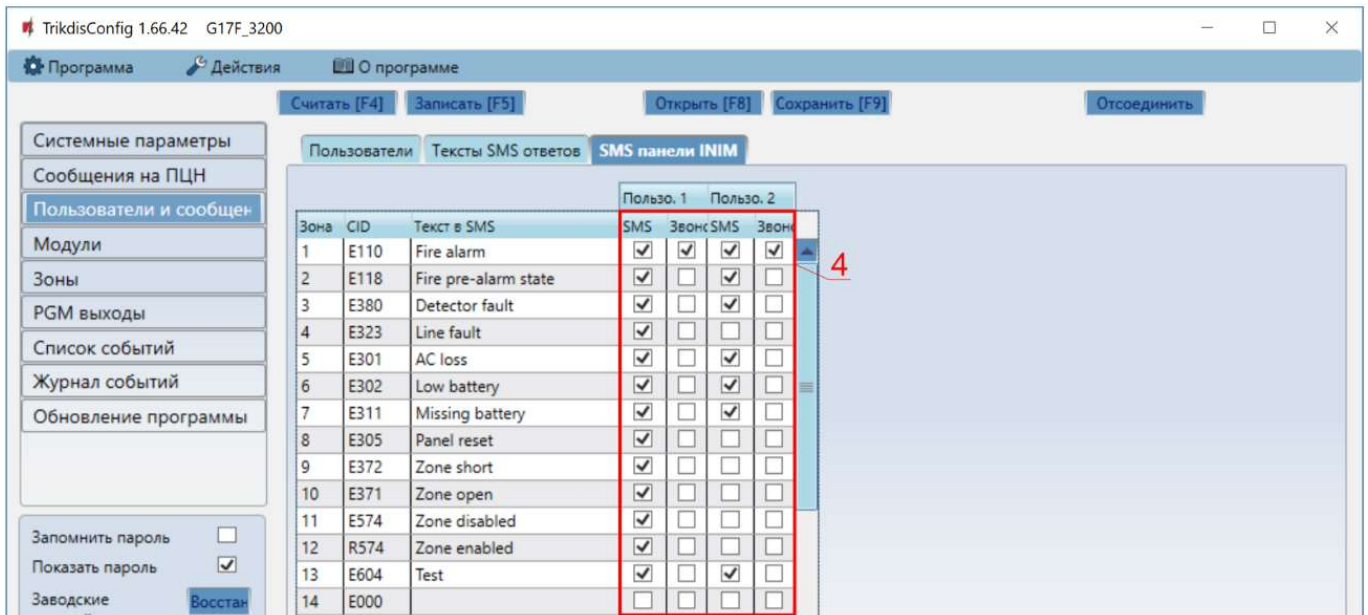 TrikdisConfig 1.66.42 G17F_3200
Программа Действия О программе
Считать [F4] Записать [F5] Открыть [F8] Сохранить [F9] Отсоединить
Системные параметры
Сообщения на ПЦН
Пользователи и сообщен
Модули
Зоны
PGM выходы
Список событий
Журнал событий
Обновление программы
Запомнить пароль
Показать пароль
Заводские
Восстан
Пользователи Тексты SMS ответов SMS панели INIM
Пользо. 1 Пользо. 2
Зона CID Текст в SMS SMS Звонс SMS Звоно
1 E110 Fire alarm
2 E118 Fire pre-alarm state
3 E380 Detector fault
4 E323 Line fault
5 E301 AC loss
6 E302 Low battery
7 E311 Missing battery
8 E305 Panel reset
9 E372 Zone short
10 E371 Zone open
11 E574 Zone disabled
12 R574 Zone enabled
13 E604 Test
14 E000
4